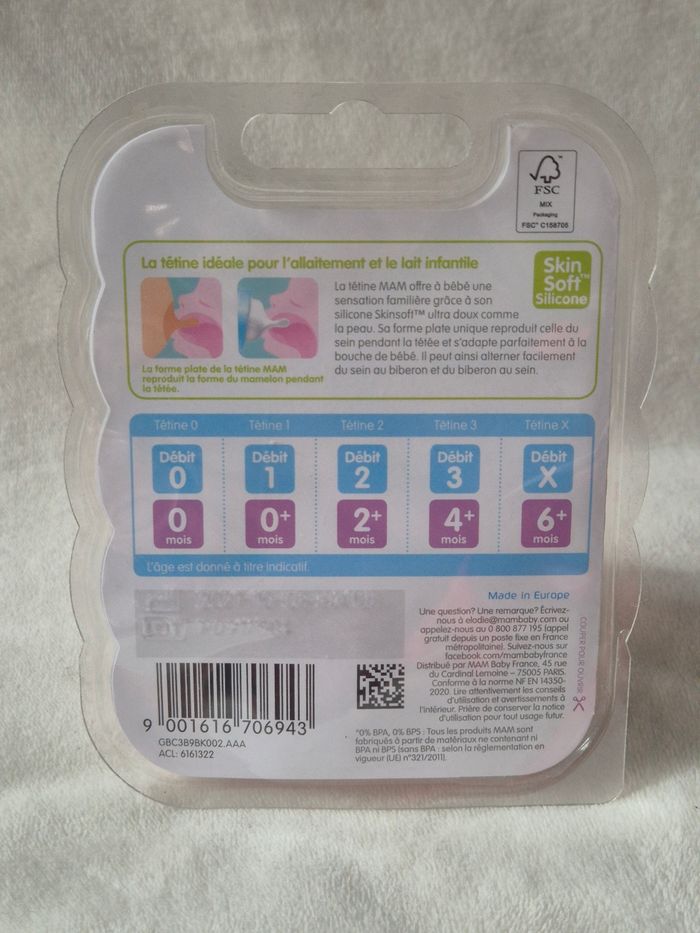 FSC
MIX
Packaging
FSC™ C158705
La tétine idéale pour l'allaitement et le lait infantile
Skin
Soft™
Silicone
La tétine MAM offre à bébé une
sensation familière grâce à son
silicone Skinsoft™ ultra doux comme
la peau. Sa forme plate unique reproduit celle du
sein pendant la tétée et s'adapte parfaitement à la
bouche de bébé. Il peut ainsi alterner facilement
du sein au biberon et du biberon au sein.
La forme plate de la tétine MAM
reproduit la forme du mamelon pendant
la tétée.
Tétine 0 Tétine 1 Tétine 2 Tétine 3 Tétine X
Débit Débit Débit Débit Débit
0 1 2 3 X
0 0+ 2+ 4+ 6+
mois mois mois mois mois
L'âge est donné à titre indicatif.
Made in Europe
Une question? Une remarque? Écrivez-
nous à elodie@mambaby.com ou
appelez-nous au 0 800 877 195 (appel
gratuit depuis un poste fixe en France
métropolitaine). Suivez-nous sur
facebook.com/mambabyfrance
Distribué par MAM Baby France, 45 rue
du Cardinal Lemoine – 75005 PARIS.
Conforme à la norme NF EN 14350-
2020. Lire attentivement les conseils
d'utilisation et avertissements à
l'intérieur. Prière de conserver la notice
d'utilisation pour tout usage futur.
COUPER POUR OUVRIR
9 001616 706943
GBC3B9BK002.AAA
ACL: 6161322
*0% BPA, 0% BPS : Tous les produits MAM sont
fabriqués à partir de matériaux ne contenant ni
BPA ni BPS (sans BPA : selon la règlementation en
vigueur (UE) n°321/2011).